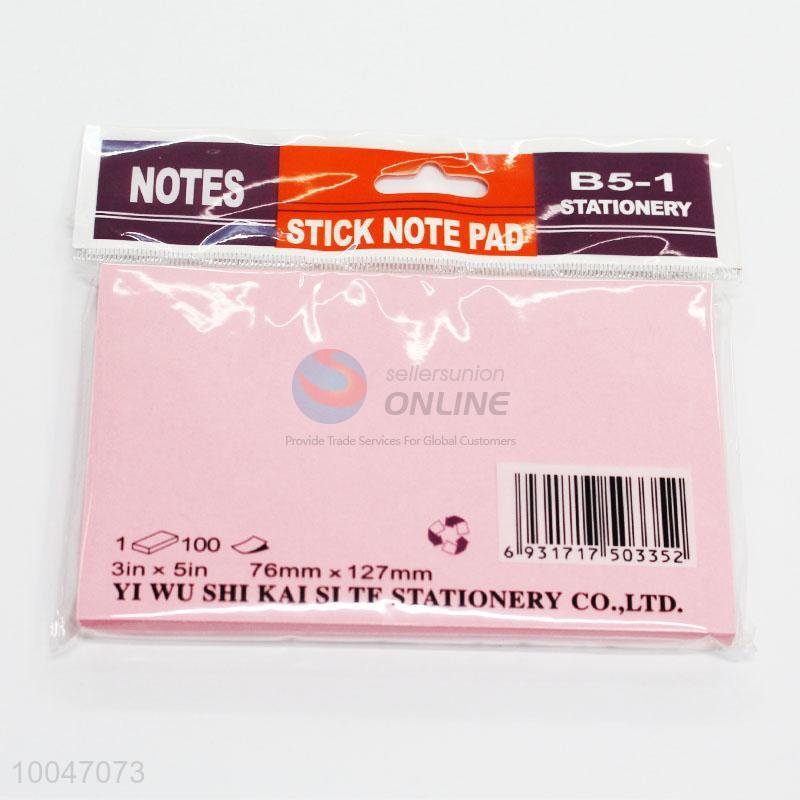 NOTES
STICK NOTE PAD
B5-1
STATIONERY
sellersunion
ONLINE
Provide Trade Services For Global Customers
6 931717 503352
1 100
3in × 5in 76mm × 127mm
YI WU SHI KAI SI TE STATIONERY CO.,LTD.
10047073